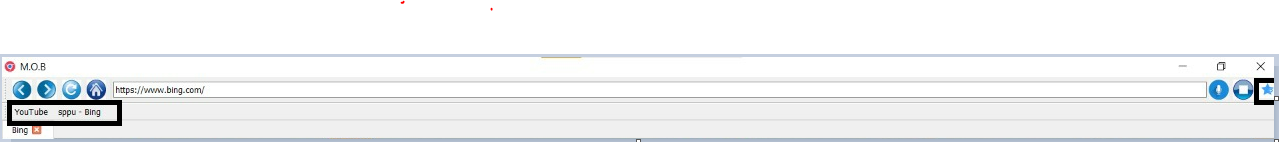 M.O.B
https://www.bing.com/
YouTube sppu - Bing
Bing